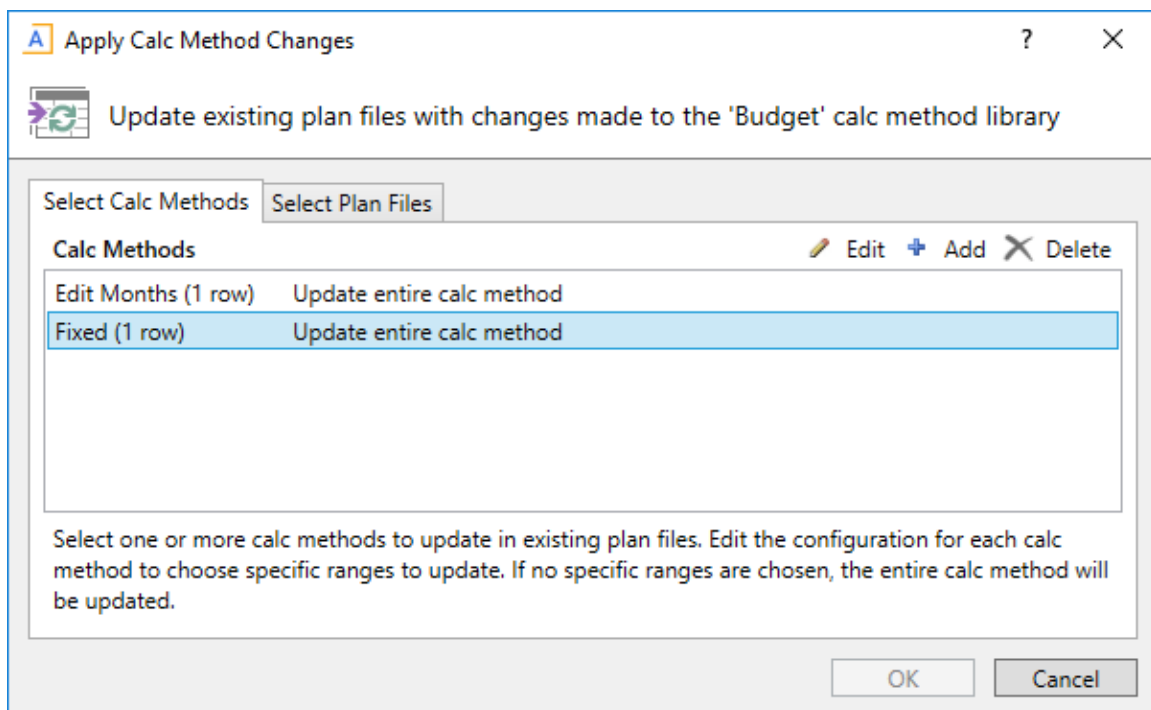 A Apply Calc Method Changes ? X
Update existing plan files with changes made to the 'Budget' calc method library
Select Calc Methods Select Plan Files
Calc Methods Edit Add Delete
Edit Months (1 row) Update entire calc method
Fixed (1 row) Update entire calc method
Select one or more calc methods to update in existing plan files. Edit the configuration for each calc
method to choose specific ranges to update. If no specific ranges are chosen, the entire calc method will
be updated.
OK Cancel